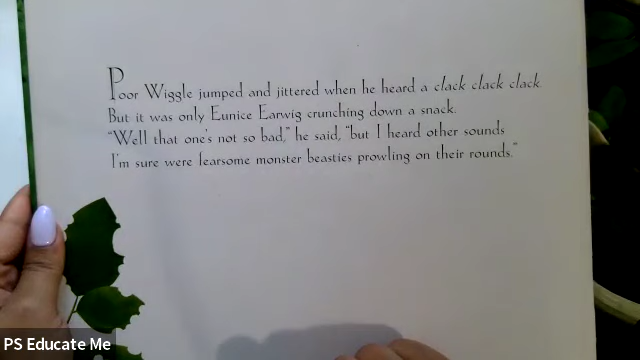 Poor Wiggle jumped and jittered when he heard a clack clack clack.
But it was only Eunice Earwig crunching down a snack.
“Well that one's not so bad,” he said, “but I heard other sounds
I'm sure were fearsome monster beasties prowling on their rounds.”
PS Educate Me